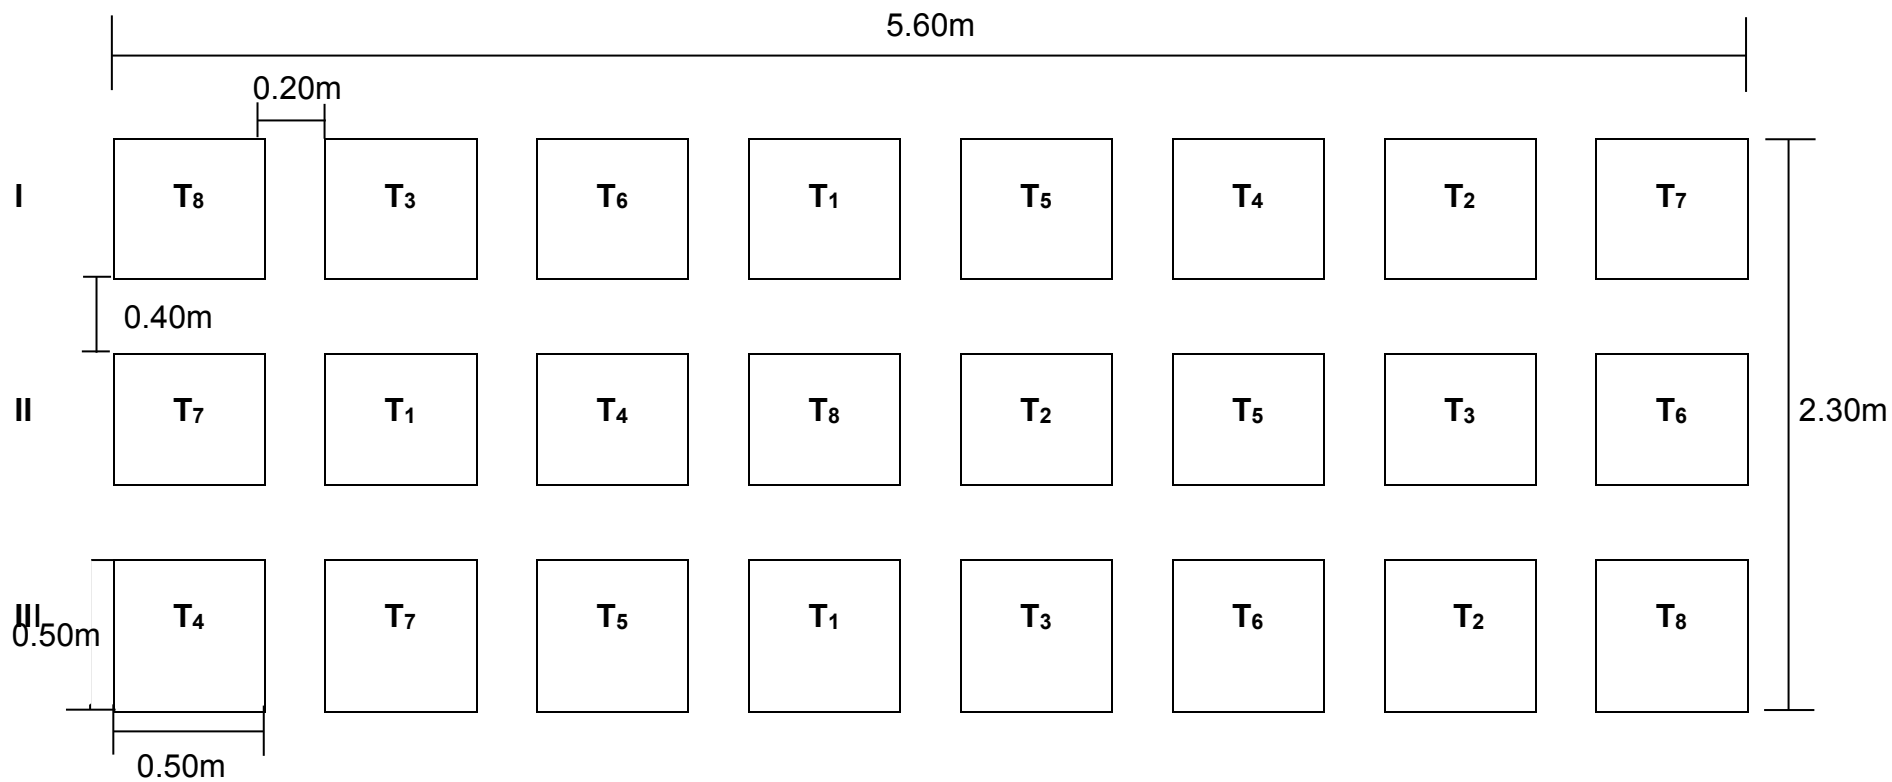 5.60m
0.20m
I T₈ T₃ T₆ T₁ T₅ T₄ T₂ T₇
0.40m
II T₇ T₁ T₄ T₈ T₂ T₅ T₃ T₆ 2.30m
III T₄ T₇ T₅ T₁ T₃ T₆ T₂ T₈
0.50m
0.50m